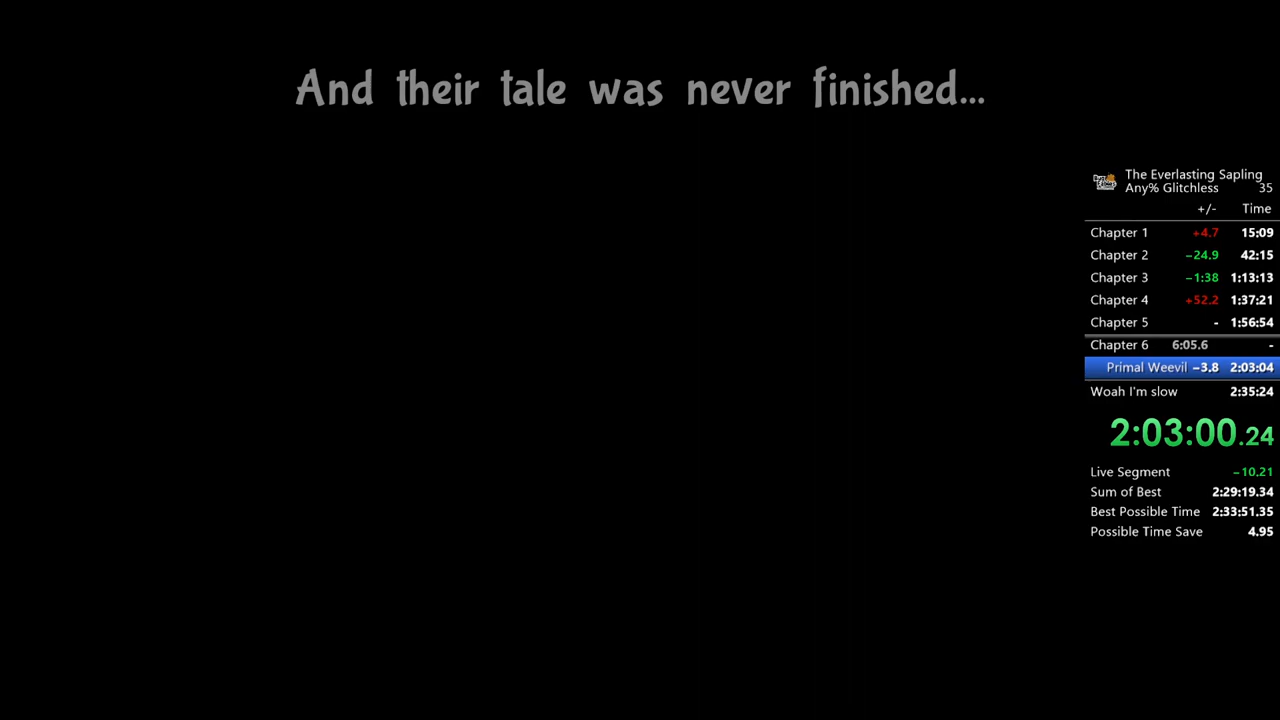 And their tale was never finished...
The Everlasting Sapling
Any% Glitchless 35
+/- Time
Chapter 1 +4.7 15:09
Chapter 2 −24.9 42:15
Chapter 3 −1:38 1:13:13
Chapter 4 +52.2 1:37:21
Chapter 5 - 1:56:54
Chapter 6 6:05.6 -
Primal Weevil −3.8 2:03:04
Woah I'm slow 2:35:24
2:03:00.24
Live Segment −10.21
Sum of Best 2:29:19.34
Best Possible Time 2:33:51.35
Possible Time Save 4.95